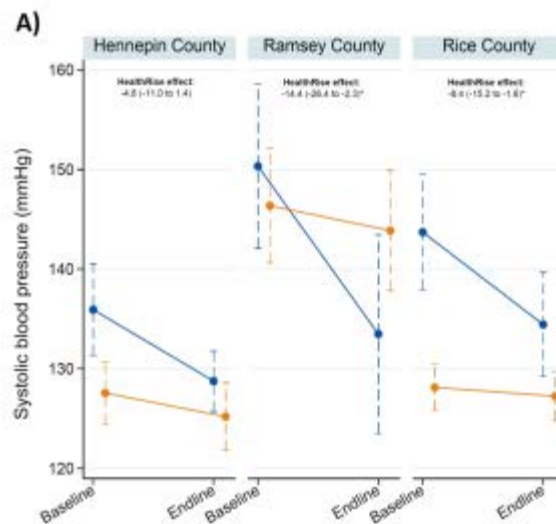 A)
Hennepin County
Ramsey County
Rice County
HealthRise effect:
-4.8 (-11.0 to 1.4)
HealthRise effect:
-14.4 (-26.4 to -2.3)*
HealthRise effect:
-8.4 (-15.2 to -1.6)*
Systolic blood pressure (mmHg)
160
150
140
130
120
Baseline
Endline
Baseline
Endline
Baseline
Endline